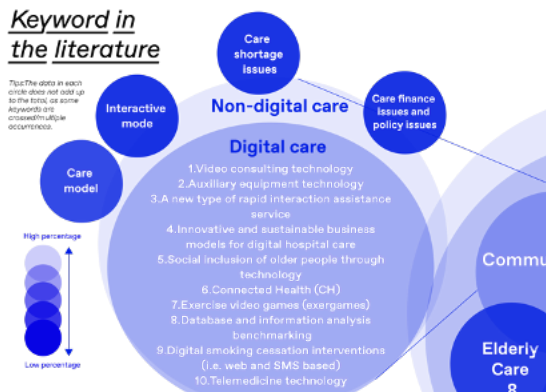 Keyword in
the literature
Tips:The data in each
circle does not add up
to the total, as some
keywords are
crossed/multiple
occurrences.
Care
shortage
issues
Interactive
mode
Non-digital care
Care finance
issues and
policy issues
Care
model
Digital care
1.Video consulting technology
2.Auxiliary equipment technology
3.A new type of rapid interaction assistance
service
4.Innovative and sustainable business
models for digital hospital care
5.Social inclusion of older people through
technology
6.Connected Health (CH)
7.Exercise video games (exergames)
8.Database and information analysis
benchmarking
9.Digital smoking cessation interventions
(i.e. web and SMS based)
10.Telemedicine technology
High percentage
Low percentage
Commu
Elderly
Care
8